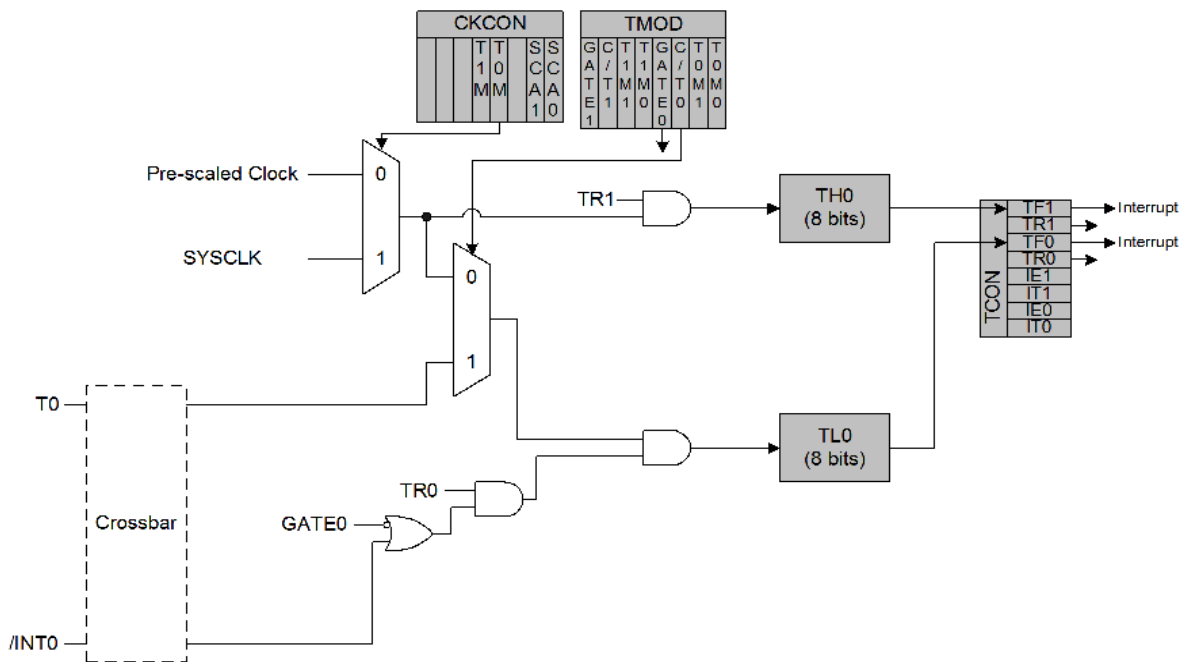 CKCON
T1M
T0M
SCA1
SCA0
TMOD
GATE1
C/T1
T1M1
T1M0
GATE0
C/T0
T0M1
T0M0
Pre-scaled Clock
0
SYSCLK
1
TR1
TH0
(8 bits)
TCON
TF1
TR1
TF0
TR0
IE1
IT1
IE0
IT0
Interrupt
Interrupt
0
1
T0
Crossbar
/INT0
TR0
GATE0
TL0
(8 bits)